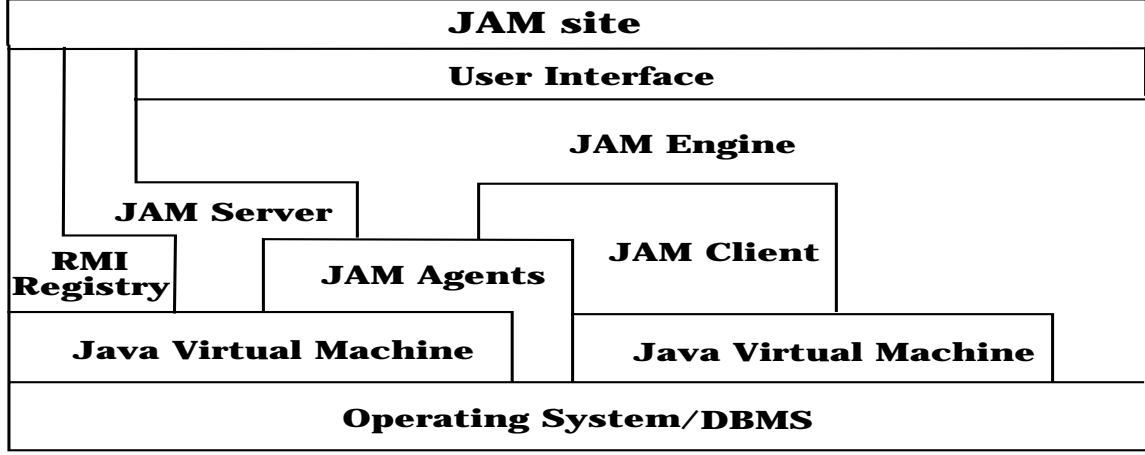 JAM site
User Interface
JAM Engine
JAM Server
JAM Client
RMI
Registry
JAM Agents
Java Virtual Machine
Java Virtual Machine
Operating System/DBMS